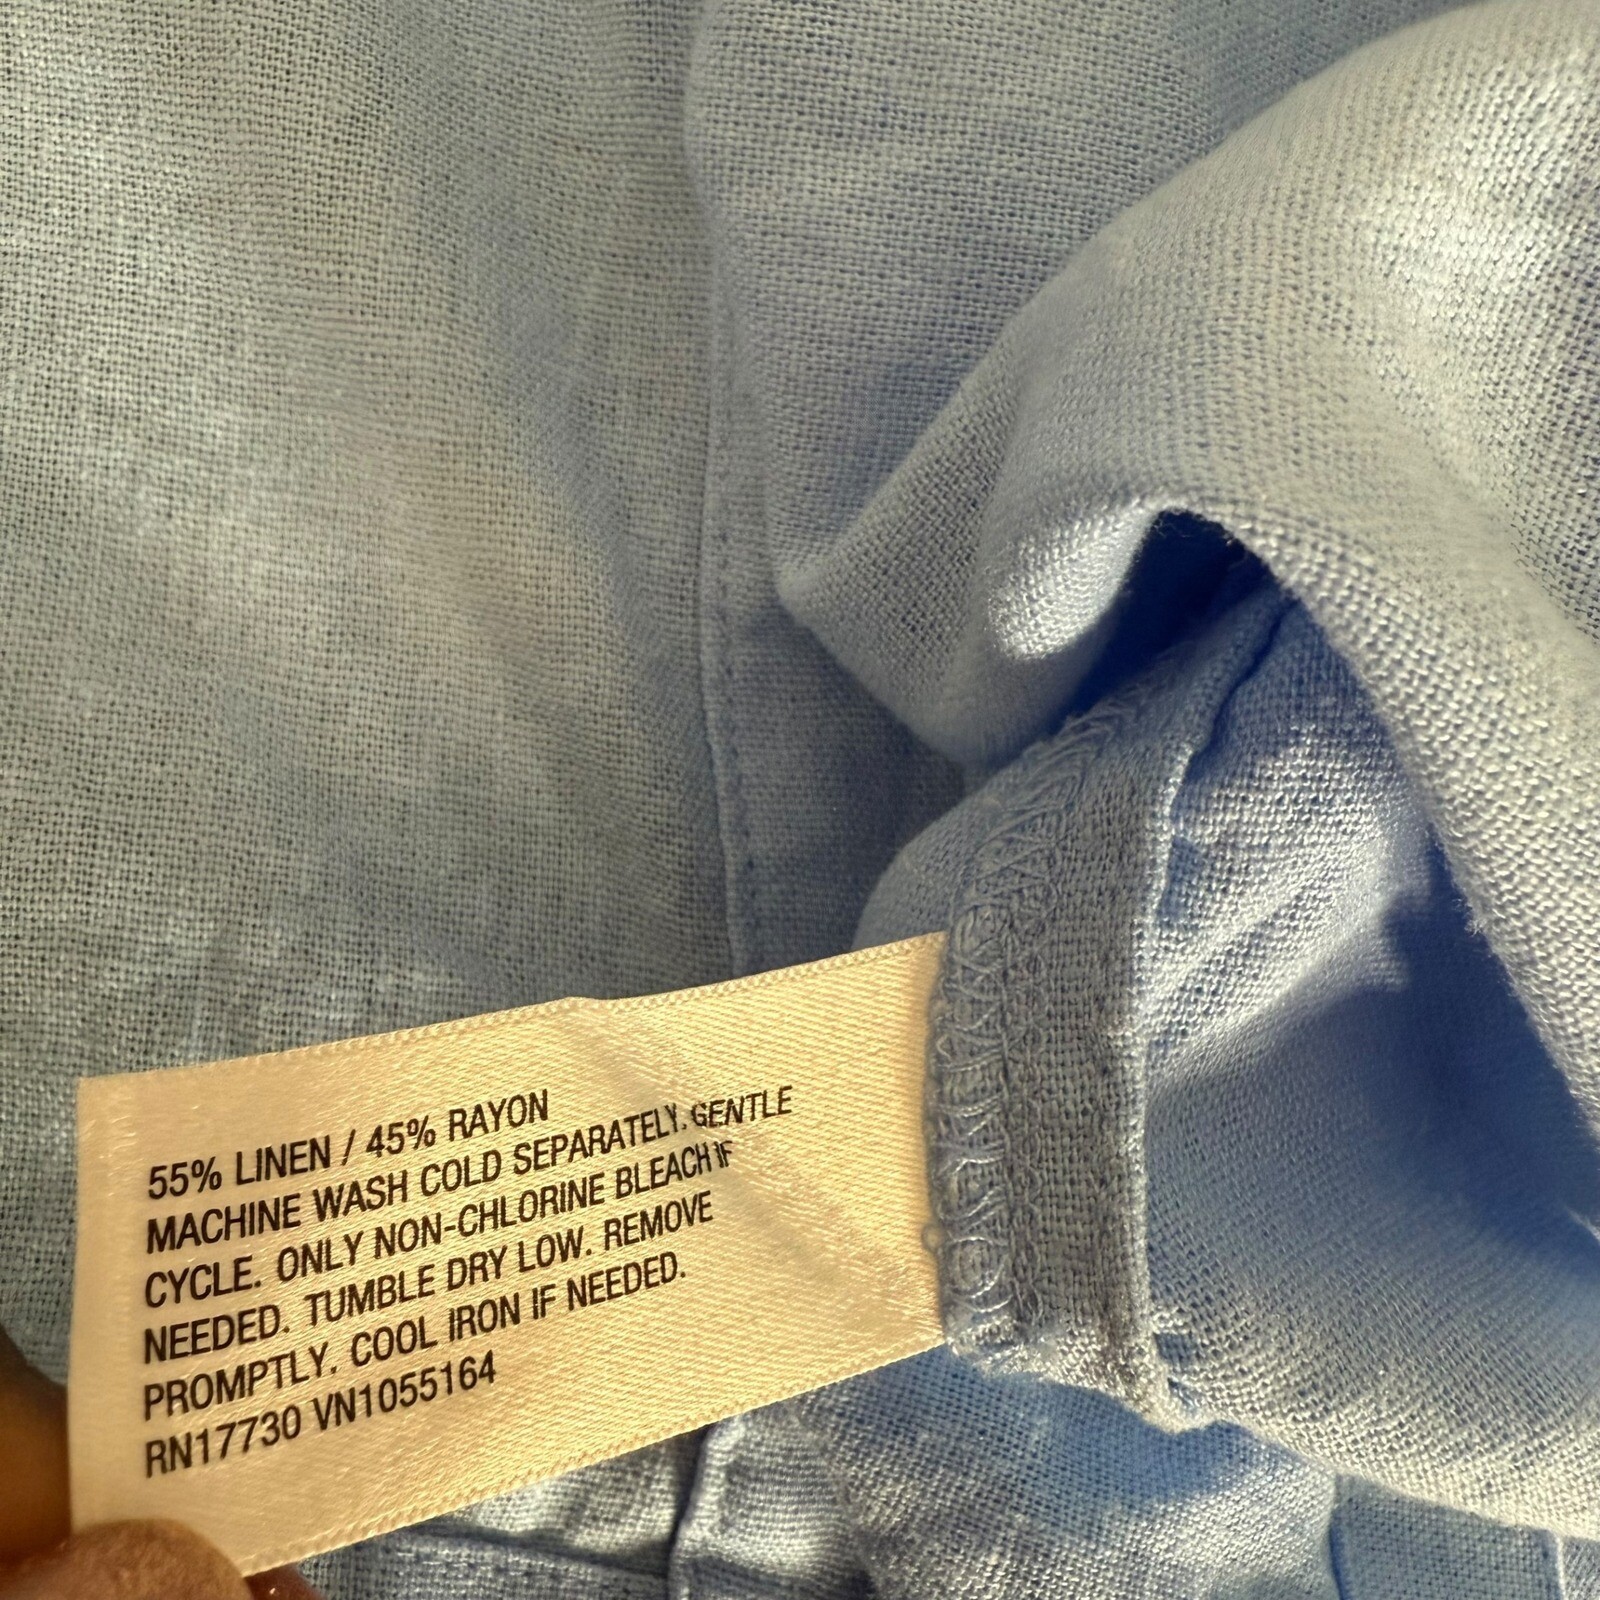 55% LINEN / 45% RAYON
MACHINE WASH COLD SEPARATELY. GENTLE
CYCLE. ONLY NON-CHLORINE BLEACH IF
NEEDED. TUMBLE DRY LOW. REMOVE
PROMPTLY. COOL IRON IF NEEDED.
RN17730 VN1055164